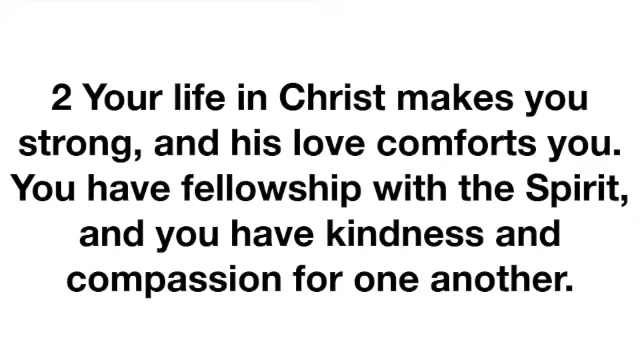 2 Your life in Christ makes you
strong, and his love comforts you.
You have fellowship with the Spirit,
and you have kindness and
compassion for one another.